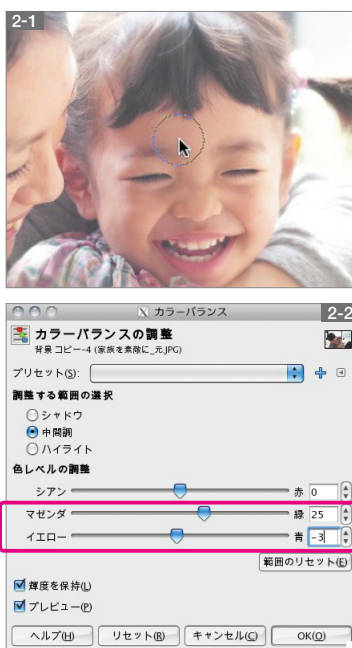 2-1
カラーバランス
2-2
カラーバランスの調整
背景 コピー-4 (家族を素敵に_元.JPG)
プリセット(S):
調整する範囲の選択
シャドウ
中間調
ハイライト
色レベルの調整
シアン 赤 0
マゼンダ 緑 25
イエロー 青 -3
範囲のリセット(E)
輝度を保持(L)
プレビュー(P)
ヘルプ(H) リセット(R) キャンセル(C) OK(O)